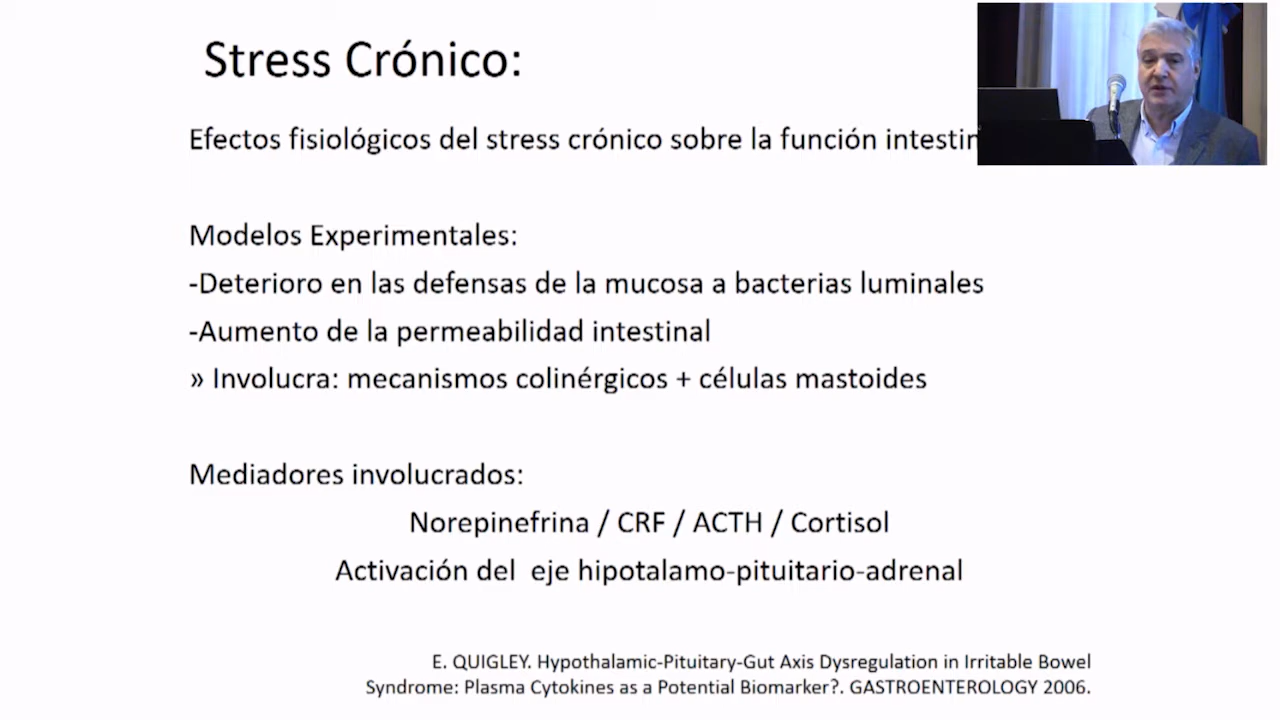 Stress Crónico:
Efectos fisiológicos del stress crónico sobre la función
Modelos Experimentales:
-Deterioro en las defensas de la mucosa a bacterias luminales
-Aumento de la permeabilidad intestinal
» Involucra: mecanismos colinérgicos + células mastoides
Mediadores involucrados:
Norepinefrina / CRF / ACTH / Cortisol
Activación del eje hipotalamo-pituitario-adrenal
E. QUIGLEY. Hypothalamic-Pituitary-Gut Axis Dysregulation in Irritable Bowel
Syndrome: Plasma Cytokines as a Potential Biomarker?. GASTROENTEROLOGY 2006.